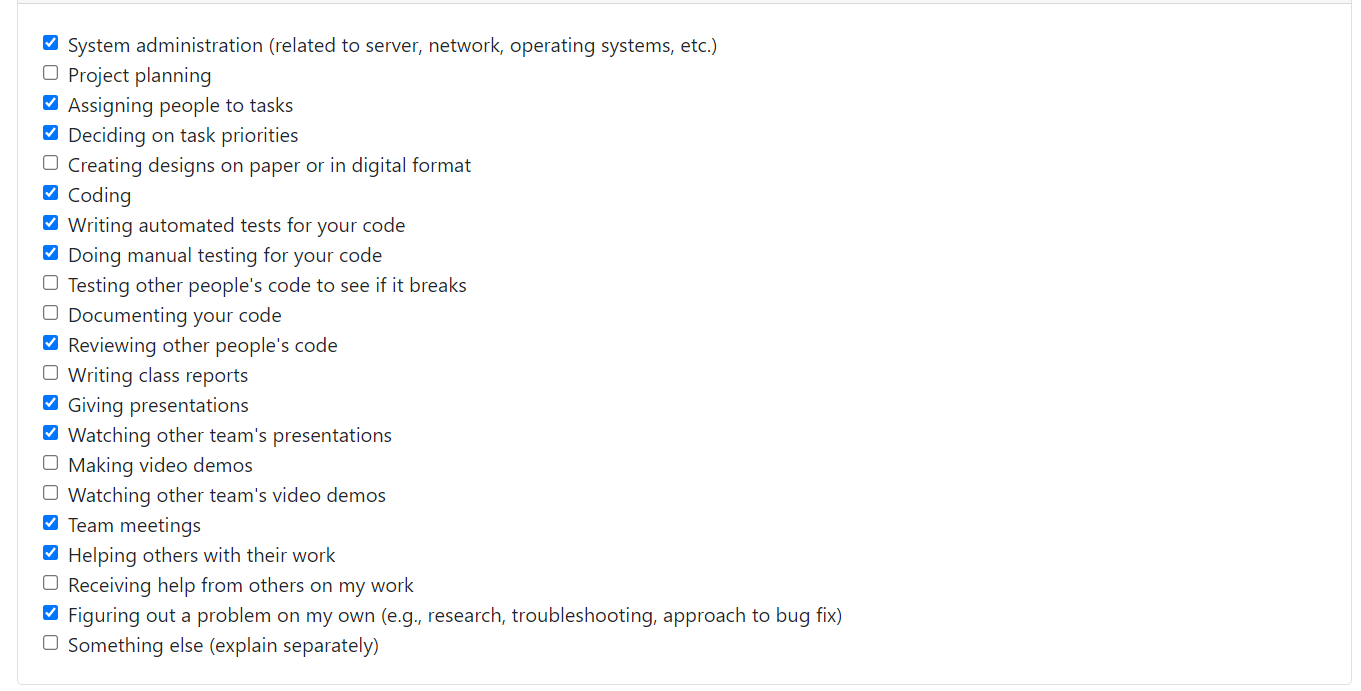 System administration (related to server, network, operating systems, etc.)
Project planning
Assigning people to tasks
Deciding on task priorities
Creating designs on paper or in digital format
Coding
Writing automated tests for your code
Doing manual testing for your code
Testing other people's code to see if it breaks
Documenting your code
Reviewing other people's code
Writing class reports
Giving presentations
Watching other team's presentations
Making video demos
Watching other team's video demos
Team meetings
Helping others with their work
Receiving help from others on my work
Figuring out a problem on my own (e.g., research, troubleshooting, approach to bug fix)
Something else (explain separately)